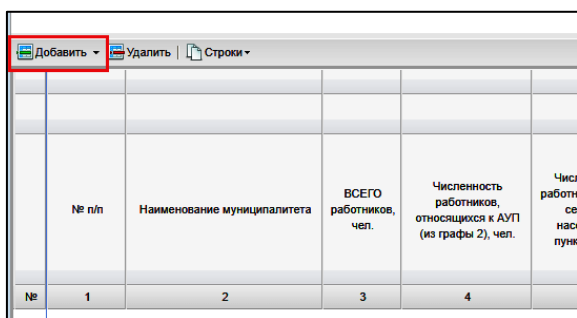 Добавить Удалить | Строки
№ п/п
Наименование муниципалитета
ВСЕГО
работников,
чел.
Численность
работников,
относящихся к АУП
(из графы 2), чел.
№ 1 2 3 4